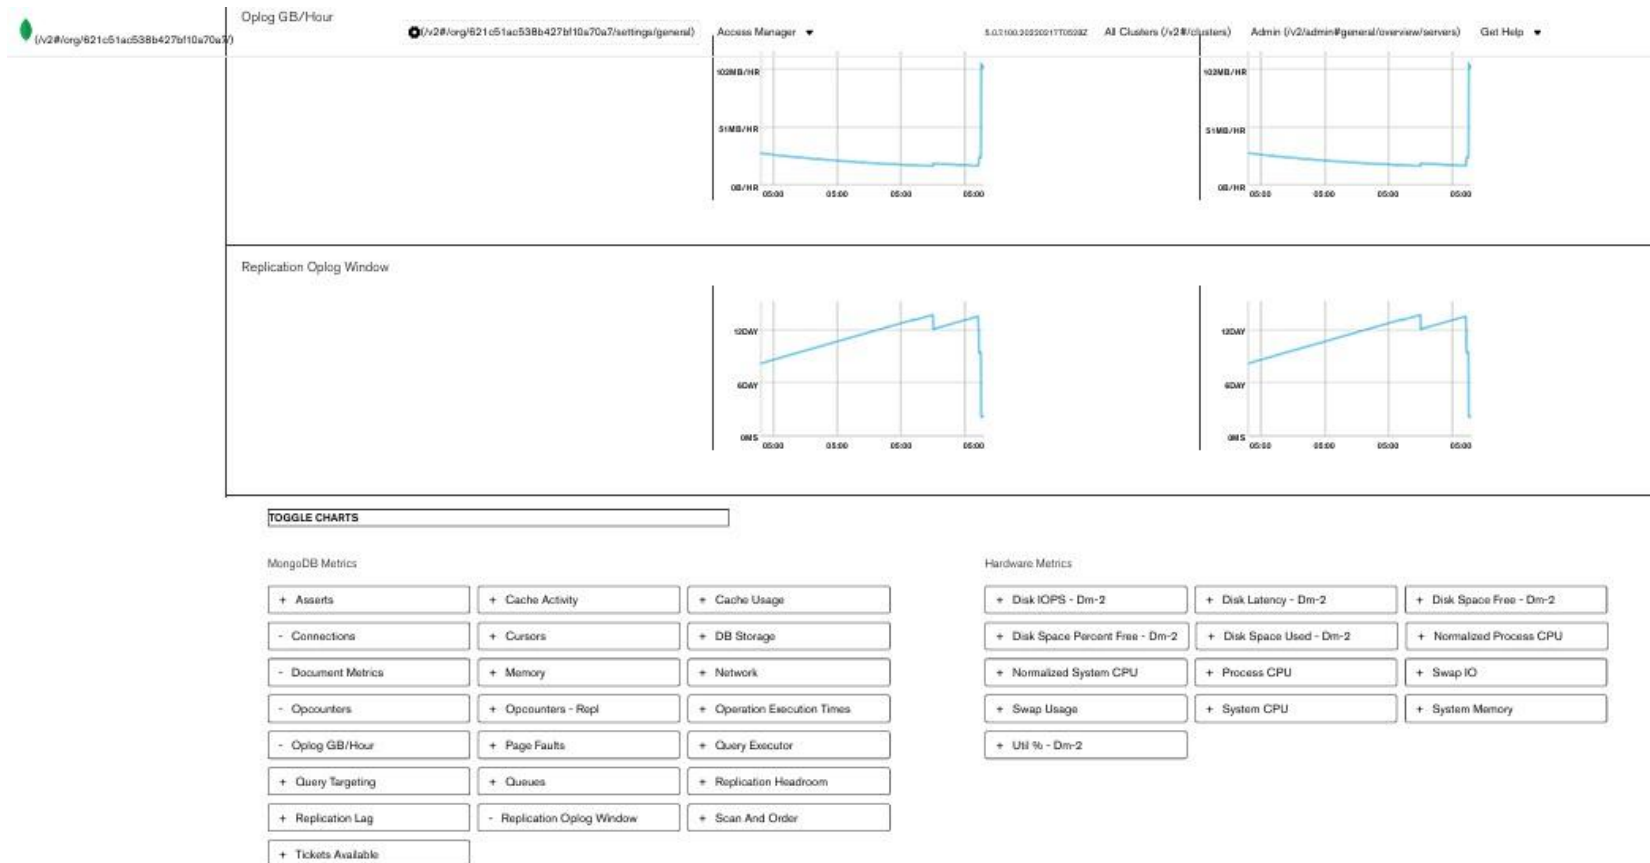 Oplog GB/Hour
(/v2#/org/621c51ac538b427bf10a70a7/)
(/v2#/org/621c51ac538b427bf10a70a7/settings/general)
Access Manager
5.0.7.100.20220217T0528Z
All Clusters (/v2#/clusters)
Admin (/v2/admin#general/overview/servers)
Get Help
102MB/HR
51MB/HR
0B/HR
05:00 05:00 05:00 05:00
102MB/HR
51MB/HR
0B/HR
05:00 05:00 05:00 05:00
Replication Oplog Window
12DAY
6DAY
0MS
05:00 05:00 05:00 05:00
12DAY
6DAY
0MS
05:00 05:00 05:00 05:00
TOGGLE CHARTS
MongoDB Metrics
+ Asserts
+ Cache Activity
+ Cache Usage
- Connections
+ Cursors
+ DB Storage
- Document Metrics
+ Memory
+ Network
- Opcounters
+ Opcounters - Repl
+ Operation Execution Times
- Oplog GB/Hour
+ Page Faults
+ Query Executor
+ Query Targeting
+ Queues
+ Replication Headroom
+ Replication Lag
- Replication Oplog Window
+ Scan And Order
+ Tickets Available
Hardware Metrics
+ Disk IOPS - Dm-2
+ Disk Latency - Dm-2
+ Disk Space Free - Dm-2
+ Disk Space Percent Free - Dm-2
+ Disk Space Used - Dm-2
+ Normalized Process CPU
+ Normalized System CPU
+ Process CPU
+ Swap IO
+ Swap Usage
+ System CPU
+ System Memory
+ Util % - Dm-2